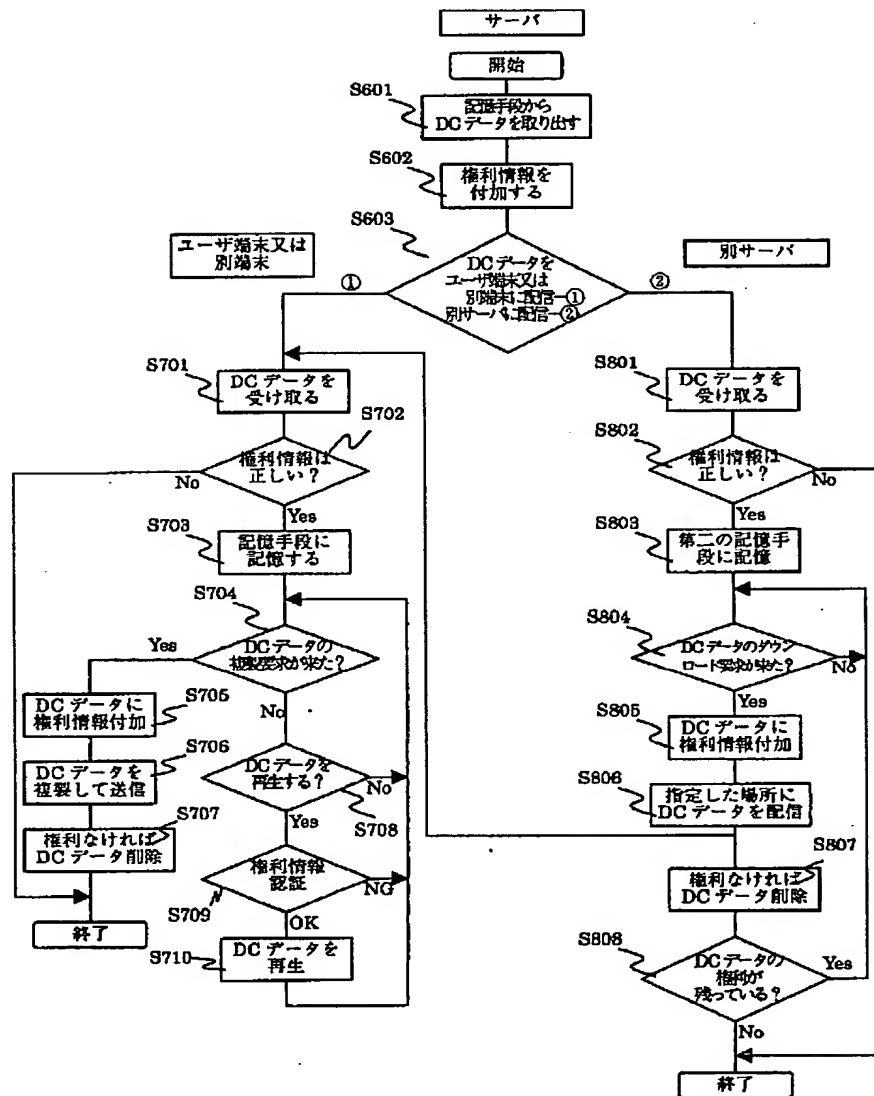 サーバ
開始
S601
記憶手段から
DCデータを取り出す
S602
権利情報を
付加する
S603
ユーザ端末又は
別端末
別サーバ
DCデータを
ユーザ端末又は
別端末に配信―①
別サーバに配信―②
①
②
S701
DCデータを
受け取る
S702
権利情報は
正しい?
No
Yes
S703
記憶手段に
記憶する
S704
DCデータの
複製要求が来た?
Yes
No
S705
DCデータに
権利情報付加
S706
DCデータを
複製して送信
S707
権利なければ
DCデータ削除
終了
DCデータを
再生する?
No
S708
Yes
権利情報
認証
NG
S709
OK
S710
DCデータを
再生
S801
DCデータを
受け取る
S802
権利情報は
正しい?
No
Yes
S803
第二の記憶手
段に記憶
S804
DCデータのダウン
ロード要求が来た?
No
Yes
S805
DCデータに
権利情報付加
S806
指定した場所に
DCデータを配信
S807
権利なければ
DCデータ削除
S808
DCデータの
権利が
残っている?
Yes
No
終了